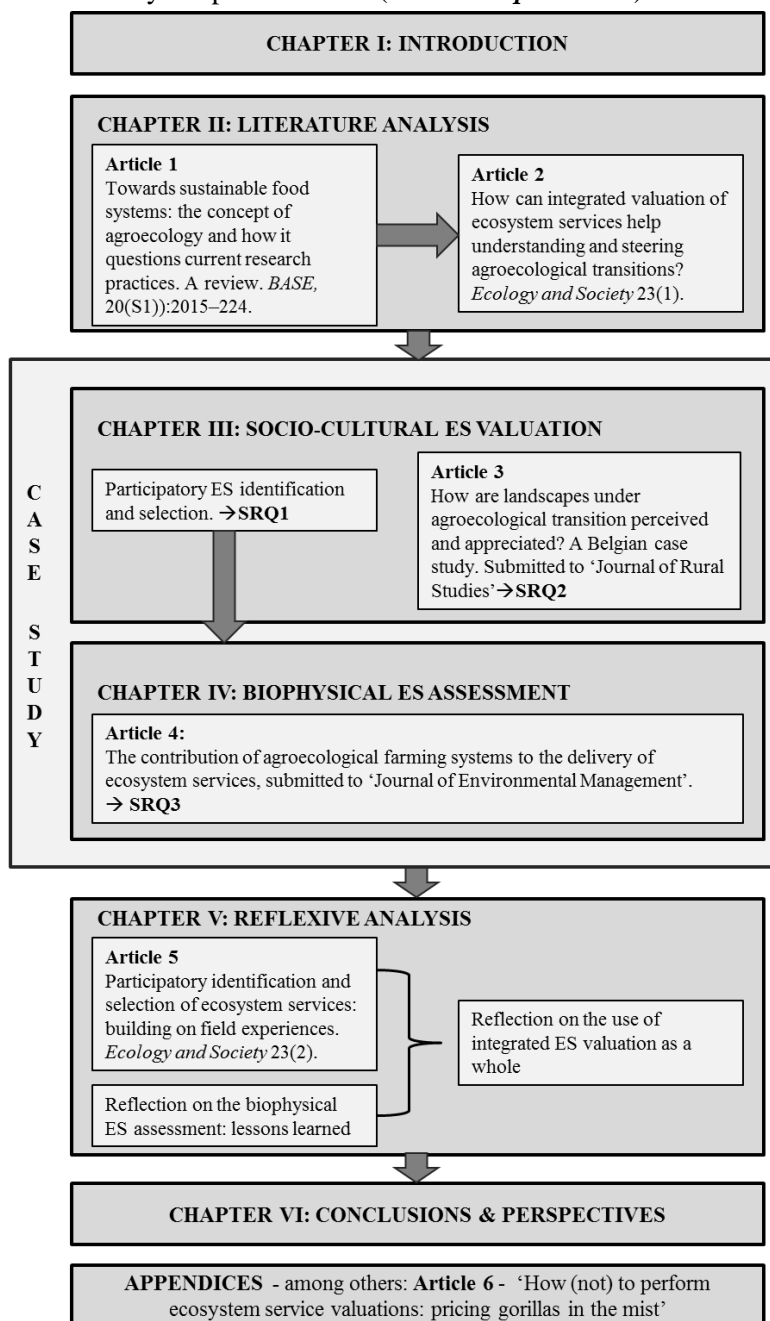 CHAPTER I: INTRODUCTION
CHAPTER II: LITERATURE ANALYSIS
Article 1
Towards sustainable food
systems: the concept of
agroecology and how it
questions current research
practices. A review. BASE,
20(S1)):2015–224.
Article 2
How can integrated valuation of
ecosystem services help
understanding and steering
agroecological transitions?
Ecology and Society 23(1).
CASE STUDY
CHAPTER III: SOCIO-CULTURAL ES VALUATION
Participatory ES identification
and selection. →SRQ1
Article 3
How are landscapes under
agroecological transition perceived
and appreciated? A Belgian case
study. Submitted to ‘Journal of Rural
Studies’→SRQ2
CHAPTER IV: BIOPHYSICAL ES ASSESSMENT
Article 4:
The contribution of agroecological farming systems to the delivery of
ecosystem services, submitted to ‘Journal of Environmental Management’.
→ SRQ3
CHAPTER V: REFLEXIVE ANALYSIS
Article 5
Participatory identification and
selection of ecosystem services:
building on field experiences.
Ecology and Society 23(2).
Reflection on the biophysical
ES assessment: lessons learned
Reflection on the use of
integrated ES valuation as a
whole
CHAPTER VI: CONCLUSIONS & PERSPECTIVES
APPENDICES - among others: Article 6 - ‘How (not) to perform
ecosystem service valuations: pricing gorillas in the mist’